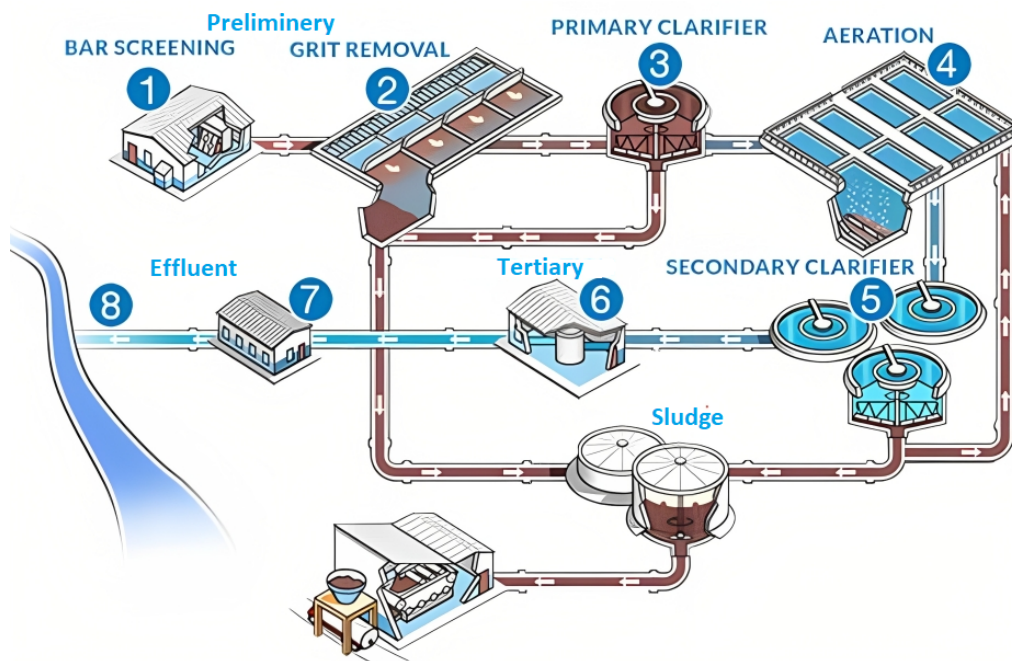 Preliminery
BAR SCREENING
GRIT REMOVAL
PRIMARY CLARIFIER
AERATION
1
2
3
4
Effluent
Tertiary
SECONDARY CLARIFIER
8
7
6
5
Sludge